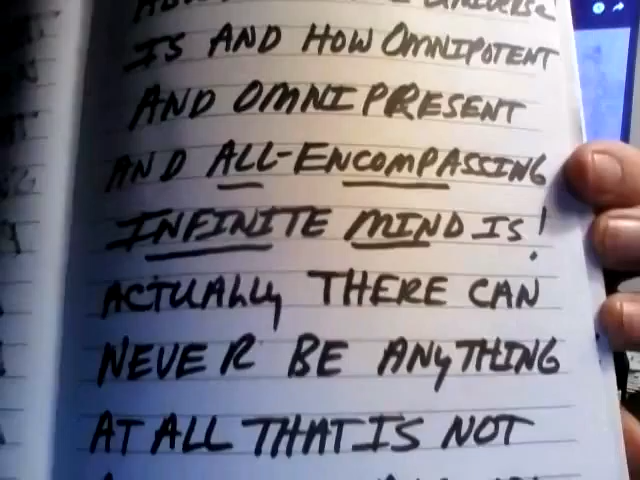 UNIVERSE
IS AND HOW OMNIPOTENT
AND OMNIPRESENT
AND ALL-ENCOMPASSING
INFINITE MIND IS!
ACTUALLY THERE CAN
NEVER BE ANYTHING
AT ALL THAT IS NOT